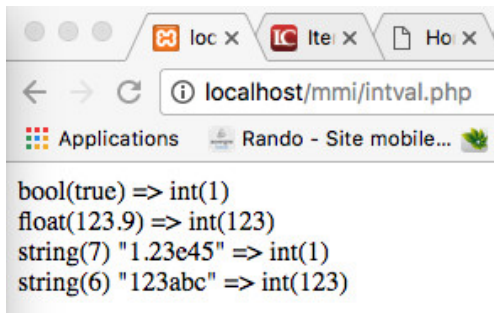 loc × Ite × Ho ×
localhost/mmi/intval.php
Applications Rando - Site mobile...
bool(true) => int(1)
float(123.9) => int(123)
string(7) "1.23e45" => int(1)
string(6) "123abc" => int(123)